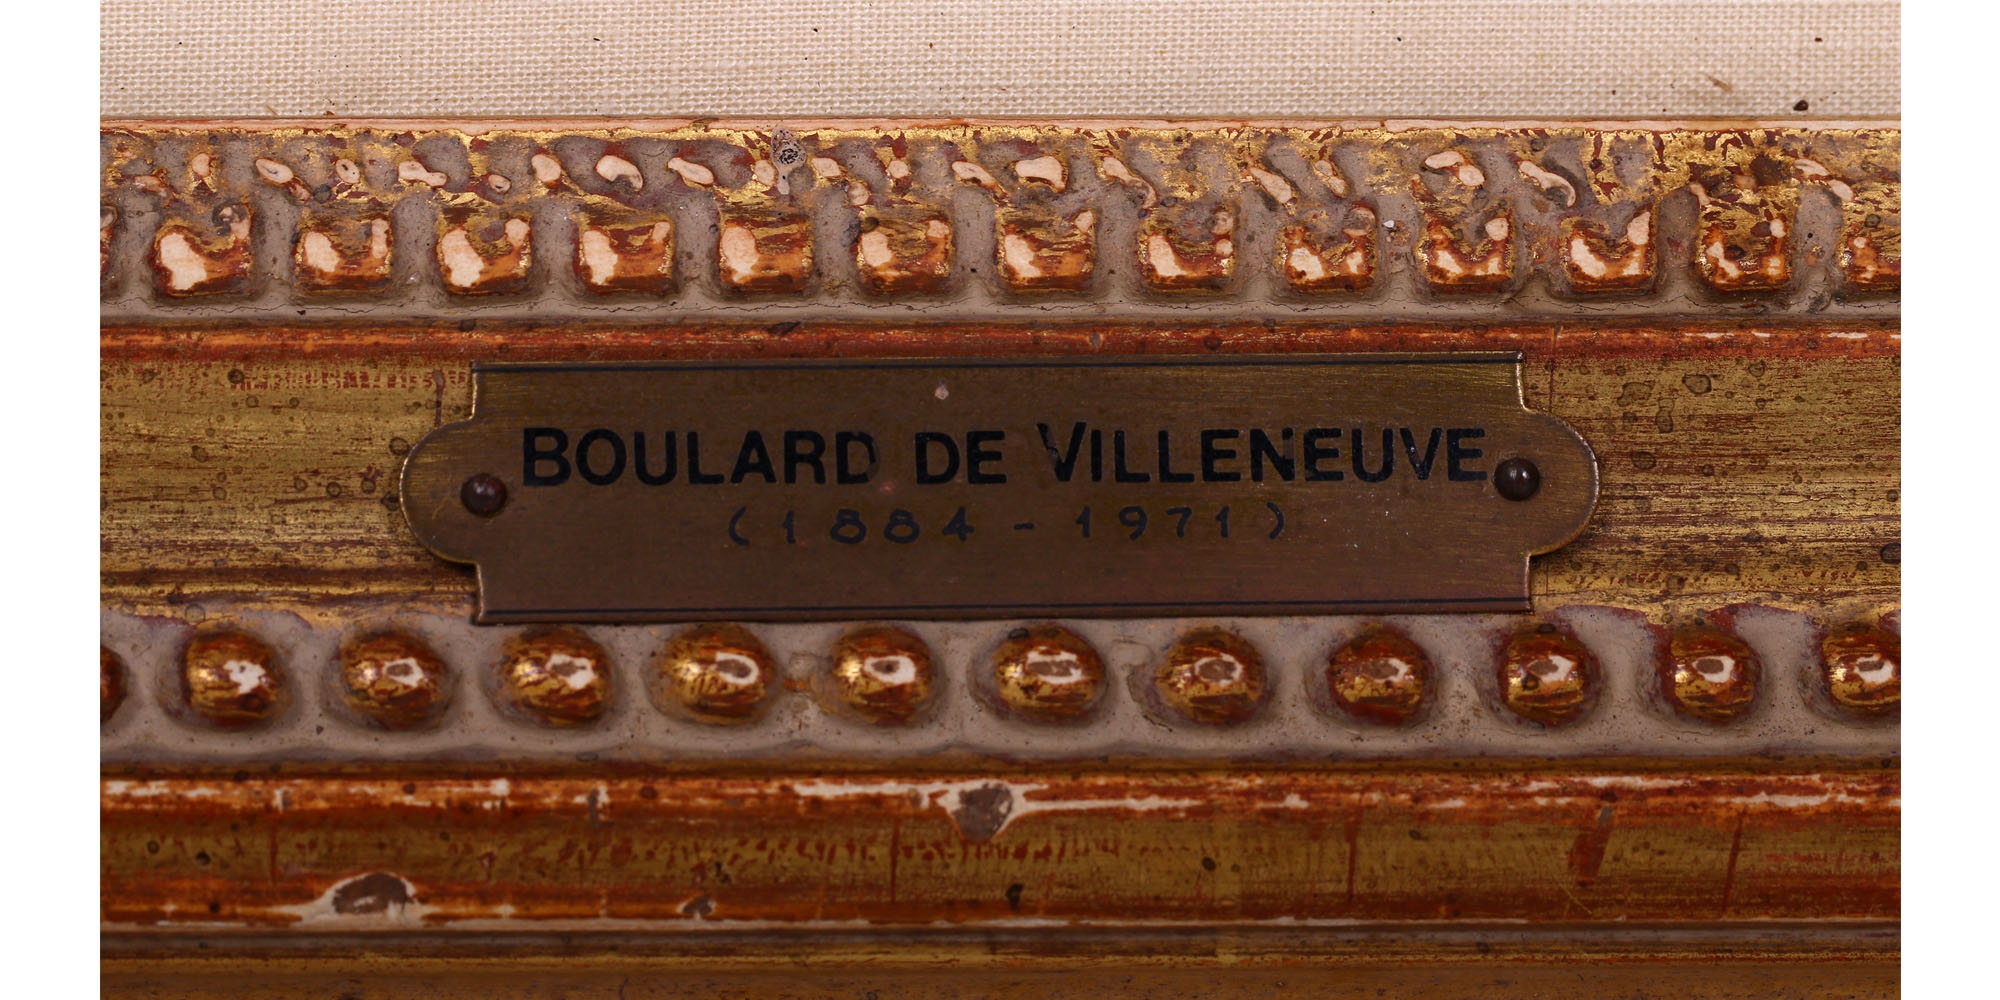 BOULARD DE VILLENEUVE
(1884 - 1971)